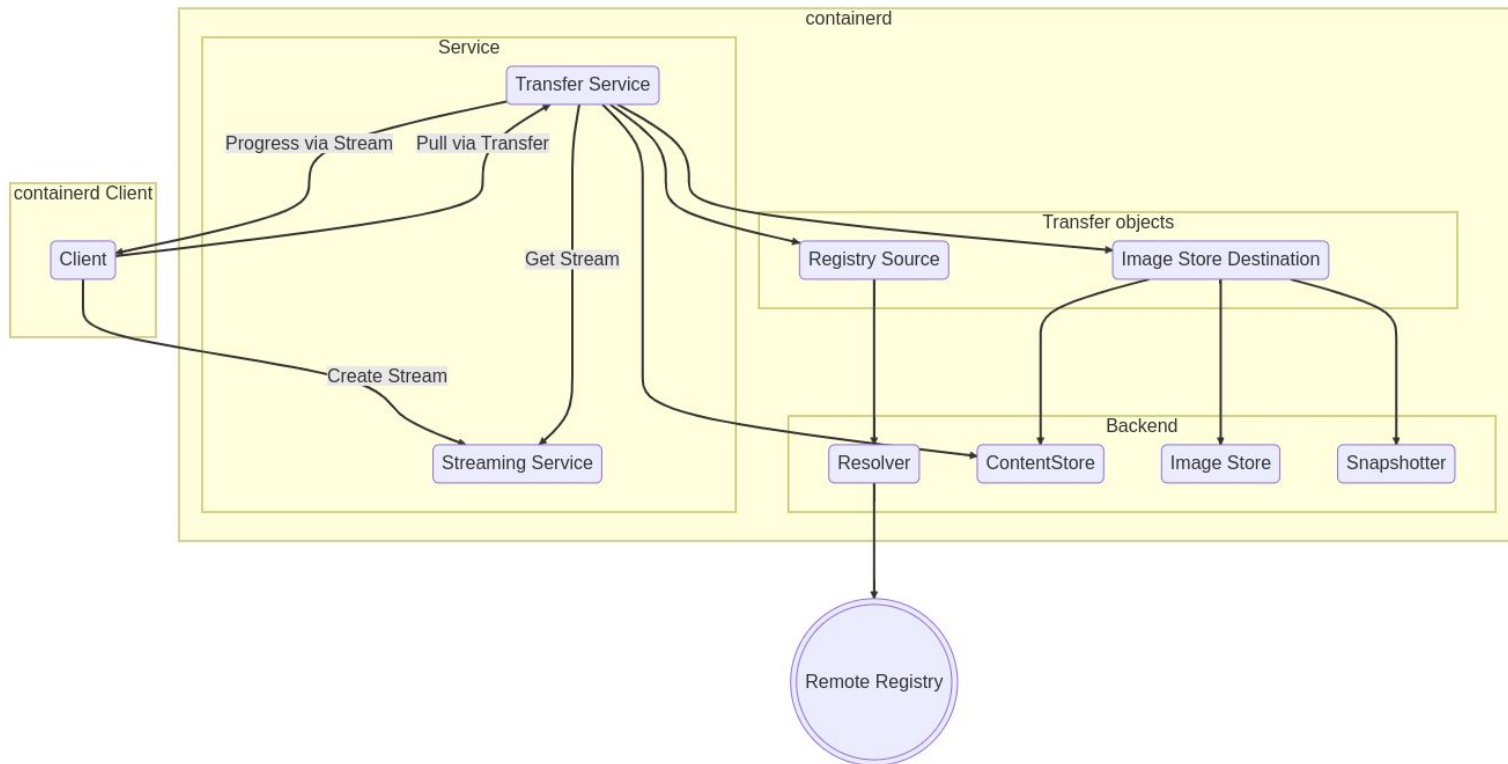 containerd
Service
Transfer Service
Progress via Stream
Pull via Transfer
containerd Client
Client
Transfer objects
Registry Source
Image Store Destination
Get Stream
Create Stream
Backend
Streaming Service
Resolver
ContentStore
Image Store
Snapshotter
Remote Registry